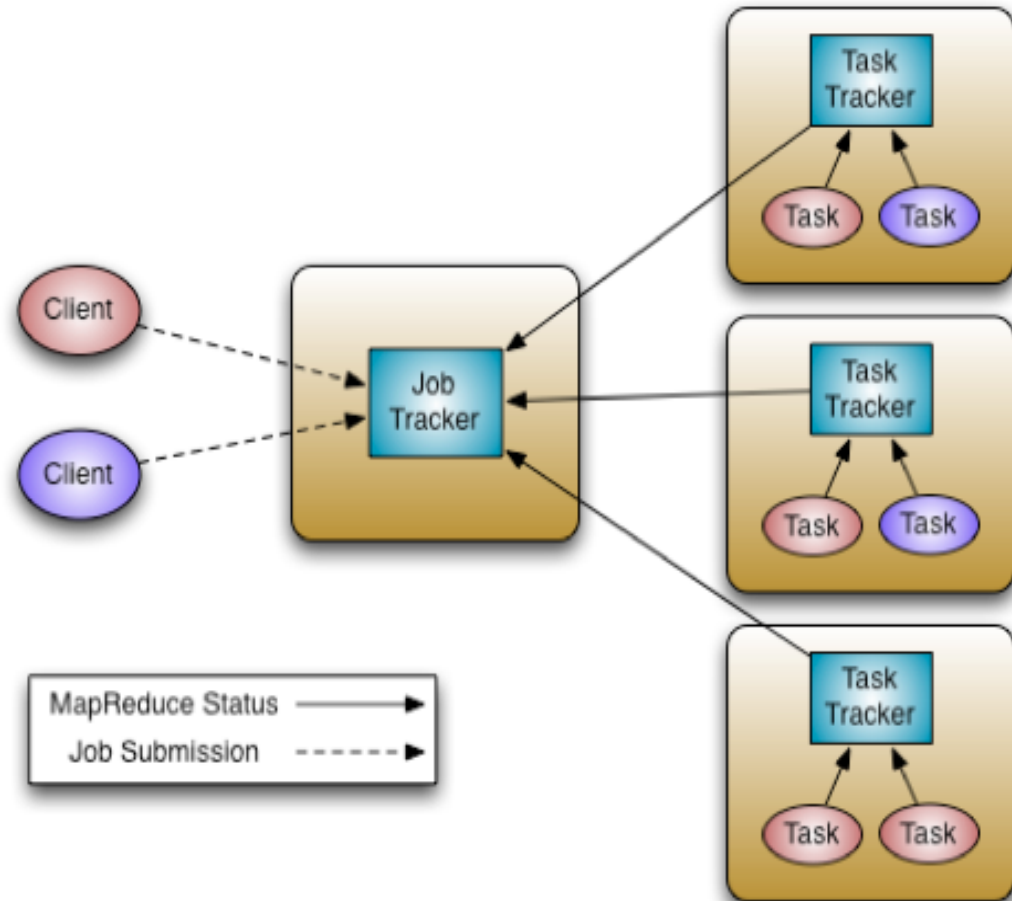 Client
Client
Job
Tracker
Task
Tracker
Task Task
Task
Tracker
Task Task
Task
Tracker
Task Task
MapReduce Status
Job Submission